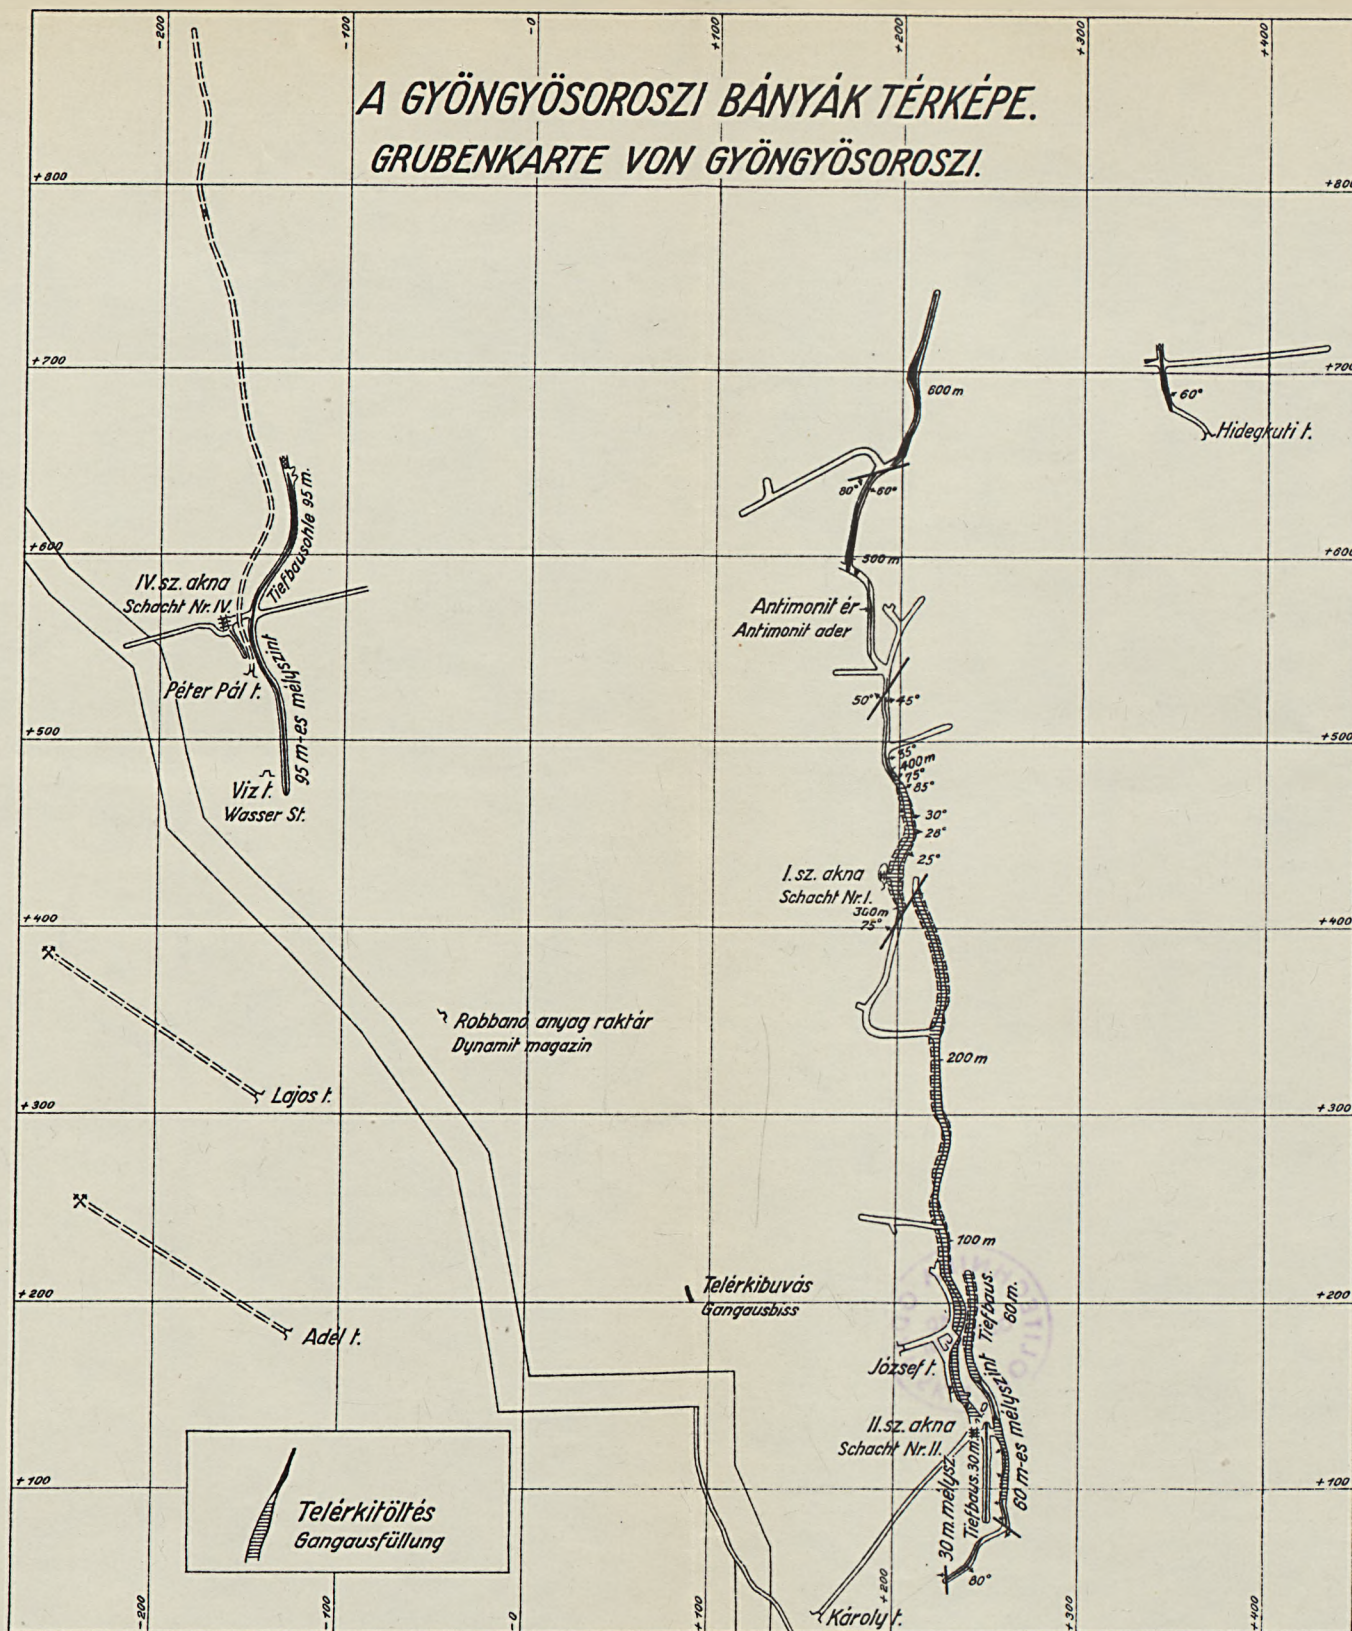 -200
-100
-0
+100
+200
+300
+400
A GYÖNGYÖSOROSZI BÁNYÁK TÉRKÉPE.
GRUBENKARTE VON GYÖNGYÖSOROSZI.
+800
+800
+700
+700
600 m
60°
Hidegkuti t.
80°
60°
Tiefbausohle 95 m.
+600
500 m
+600
IV. sz. akna
Schacht Nr. IV.
Antimonit ér
Antimonit ader
95 m-es mélyszint
Péter Pál t.
50°
45°
+500
+500
55°
400 m
75°
85°
Viz t.
Wasser St.
30°
28°
25°
I. sz. akna
Schacht Nr. I.
300 m
75°
+400
+400
Robbanó anyag raktár
Dynamit magazin
200 m
Lajos t.
+300
+300
100 m
Telérkibuvás
Gangausbiss
Tiefbaus.
60 m.
+200
+200
Adél t.
József t.
60 m-es mélyszint
II. sz. akna
Schacht Nr. II.
30 m. mélysz.
Tiefbaus. 30 m.
+100
+100
Telérkitöltés
Gangausfüllung
80°
Károly t.
-200
-100
-0
+100
+200
+300
+400